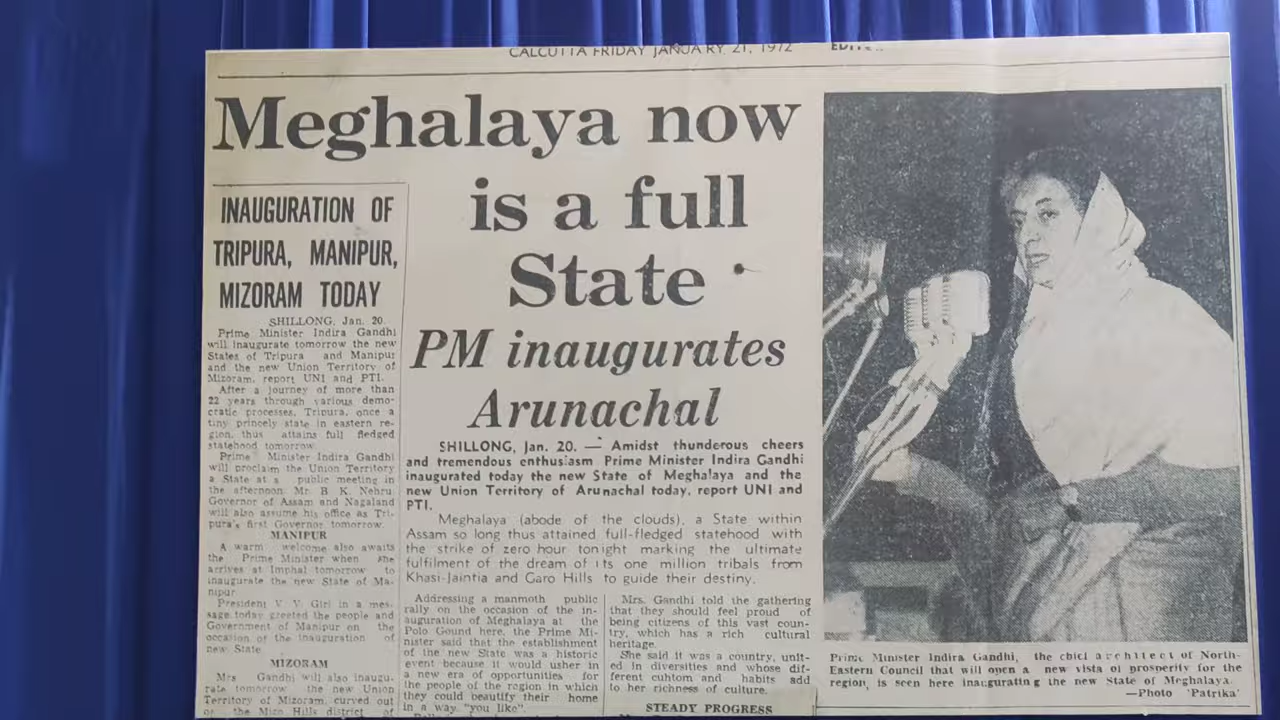 CALCUTTA FRIDAY JANUARY, 21, 1972
Meghalaya now
is a full
State
PM inaugurates
Arunachal
INAUGURATION OF
TRIPURA, MANIPUR,
MIZORAM TODAY
SHILLONG, Jan. 20.
Prime Minister Indira Gandhi
will inaugurate tomorrow the new
States of Tripura and Manipur
and the new Union Territory of
Mizoram, report UNI and PTI.
After a journey of more than
22 years through various demo-
cratic processes, Tripura, once a
tiny princely state in eastern re-
gion, thus attains full fledged
statehood tomorrow.
Prime Minister Indira Gandhi
will proclaim the Union Territory
a State at a public meeting in
the afternoon. Mr. B. K. Nehru,
Governor of Assam and Nagaland
will also assume his office as Tri-
pura's first Governor, tomorrow.
MANIPUR
A warm welcome also awaits
the Prime Minister when she
arrives at Imphal tomorrow to
inaugurate the new State of Ma-
nipur
President V. V. Giri in a mes-
sage today greeted the people and
Government of Manipur on the
occasion of the inauguration of
new State
MIZORAM
Mrs Gandhi will also inaugu-
rate tomorrow the new Union
Territory of Mizoram, curved out
the Mizo Hills district of
SHILLONG, Jan. 20. — Amidst thunderous cheers
and tremendous enthusiasm Prime Minister Indira Gandhi
inaugurated today the new State of Meghalaya and the
new Union Territory of Arunachal today, report UNI and
PTI.
Meghalaya (abode of the clouds), a State within
Assam so long thus attained full-fledged statehood with
the strike of zero hour tonight marking the ultimate
fulfilment of the dream of its one million tribals from
Khasi-Jaintia and Garo Hills to guide their destiny.
Addressing a mammoth public
rally on the occasion of the in-
auguration of Meghalaya at the
Polo Gound here, the Prime Mi-
nister said that the establishment
of the new State was a historic
event because it would usher in
a new era of opportunities for
the people of the region in which
they could beautify their home
in a way "you like".
Mrs. Gandhi told the gathering
that they should feel proud of
being citizens of this vast coun-
try, which has a rich cultural
heritage.
She said it was a country, unit-
ed in diversities and whose dif-
ferent cuhtom and habits add
to her richness of culture.
STEADY PROGRESS
Prime Minister Indira Gandhi, the chief architect of North-
Eastern Council that will open a new vista of prosperity for the
region, is seen here inaugurating the new State of Meghalaya.
—Photo 'Patrika'